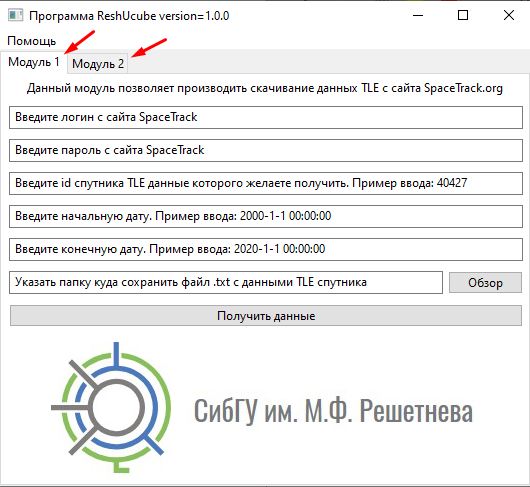 Программа ReshUcube version=1.0.0
Помощь
Модуль 1 Модуль 2
Данный модуль позволяет производить скачивание данных TLE с сайта SpaceTrack.org
Введите логин с сайта SpaceTrack
Введите пароль с сайта SpaceTrack
Введите id спутника TLE данные которого желаете получить. Пример ввода: 40427
Введите начальную дату. Пример ввода: 2000-1-1 00:00:00
Введите конечную дату. Пример ввода: 2020-1-1 00:00:00
Указать папку куда сохранить файл .txt с данными TLE спутника Обзор
Получить данные
СибГУ им. М.Ф. Решетнева